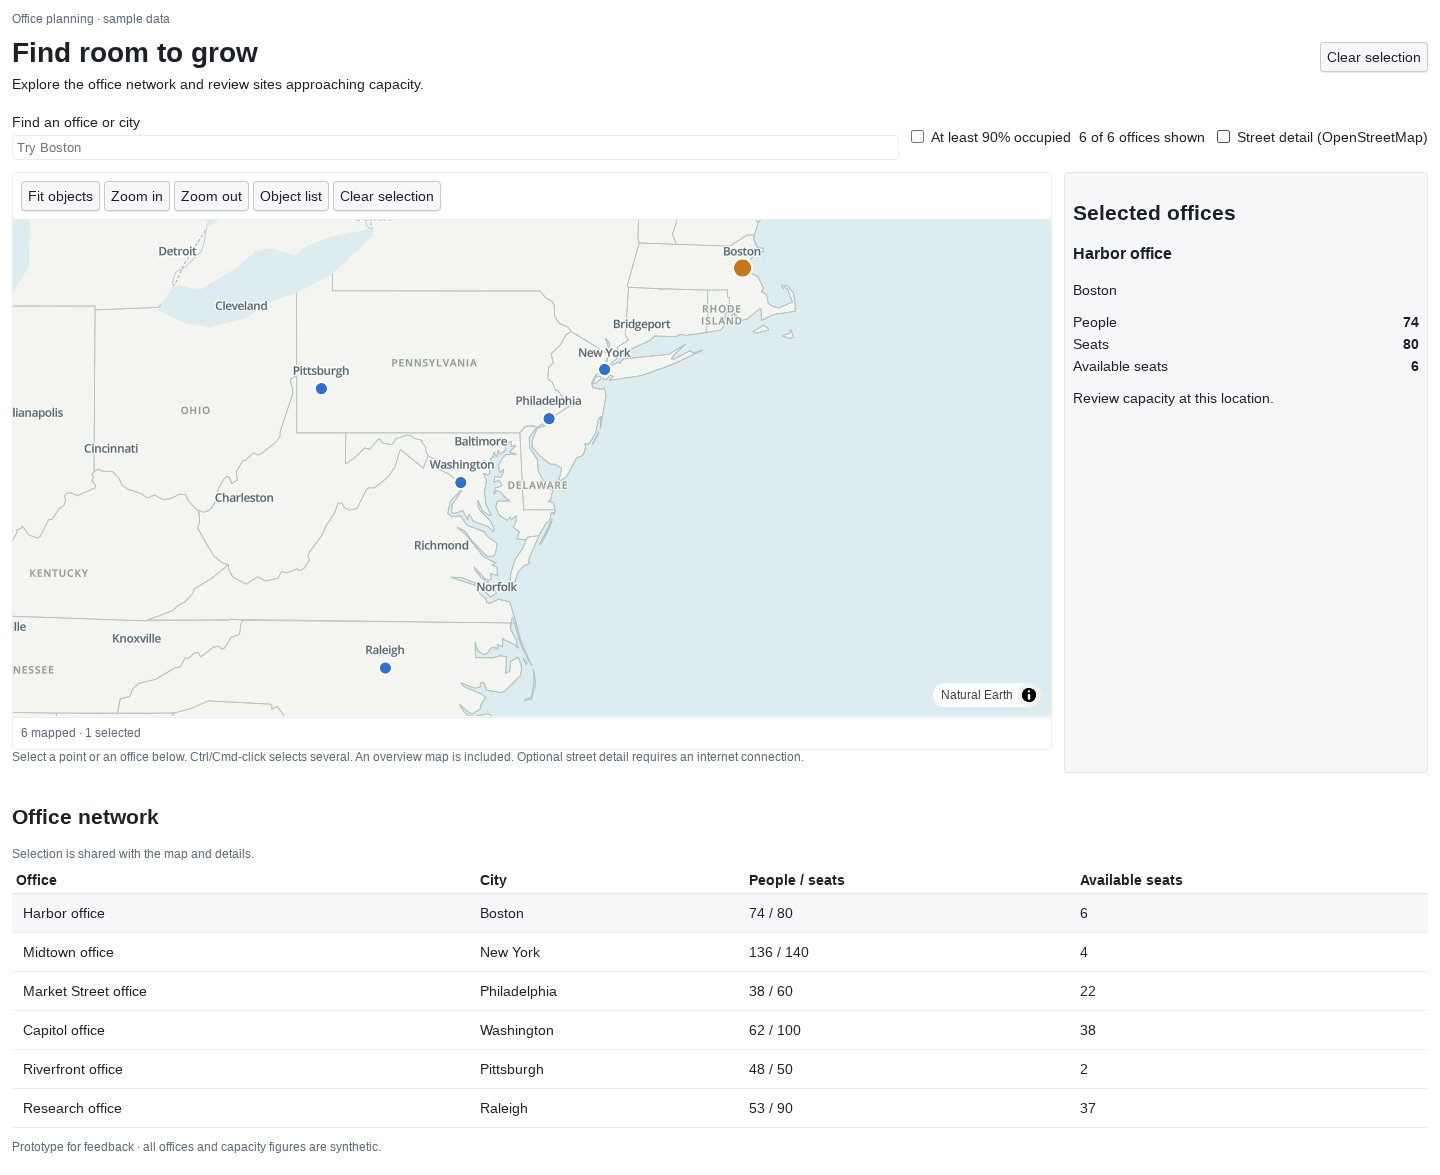 Office planning · sample data
Find room to grow
Clear selection
Explore the office network and review sites approaching capacity.
Find an office or city
Try Boston
At least 90% occupied
6 of 6 offices shown
Street detail (OpenStreetMap)
Fit objects
Zoom in
Zoom out
Object list
Clear selection
Detroit
Boston
Cleveland
RHODE
ISLAND
Bridgeport
New York
PENNSYLVANIA
Pittsburgh
Philadelphia
OHIO
lianapolis
Baltimore
Cincinnati
Washington
DELAWARE
Charleston
Richmond
KENTUCKY
Norfolk
lle
Knoxville
Raleigh
NESSEE
Natural Earth
6 mapped · 1 selected
Select a point or an office below. Ctrl/Cmd-click selects several. An overview map is included. Optional street detail requires an internet connection.
Selected offices
Harbor office
Boston
People 74
Seats 80
Available seats 6
Review capacity at this location.
Office network
Selection is shared with the map and details.
Office City People / seats Available seats
Harbor office Boston 74 / 80 6
Midtown office New York 136 / 140 4
Market Street office Philadelphia 38 / 60 22
Capitol office Washington 62 / 100 38
Riverfront office Pittsburgh 48 / 50 2
Research office Raleigh 53 / 90 37
Prototype for feedback · all offices and capacity figures are synthetic.